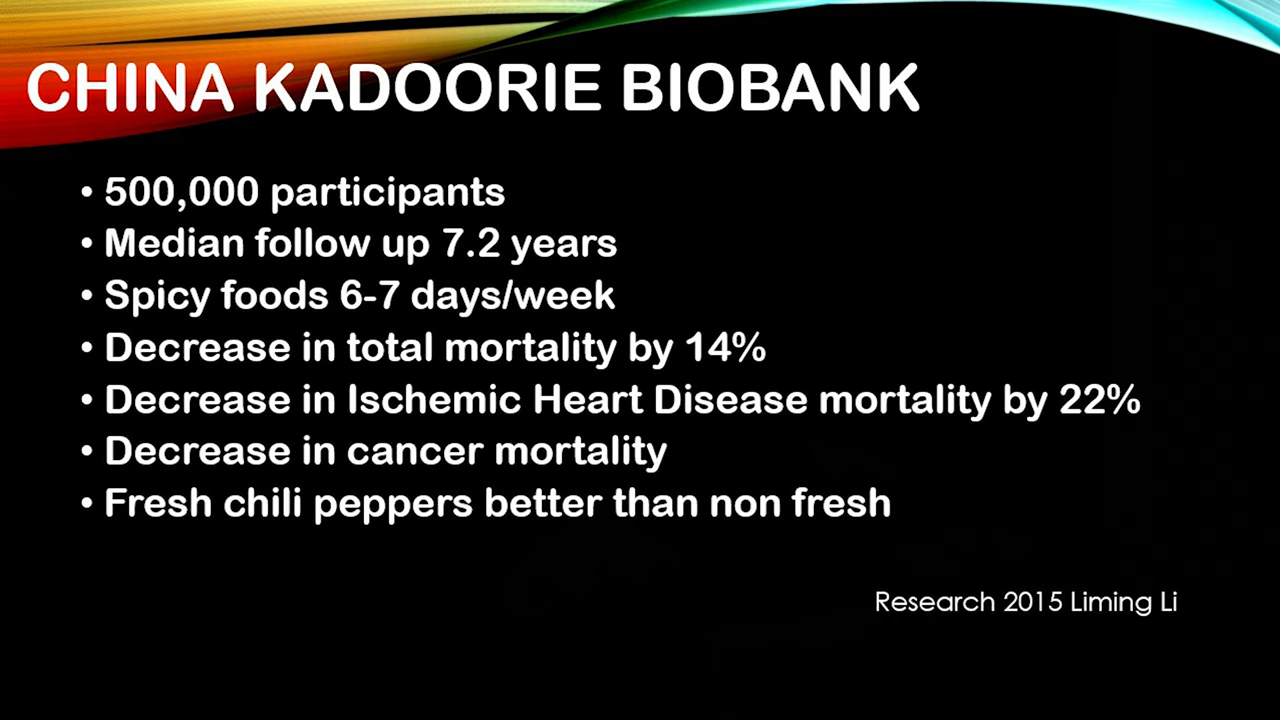 CHINA KADOORIE BIOBANK
• 500,000 participants
• Median follow up 7.2 years
• Spicy foods 6-7 days/week
• Decrease in total mortality by 14%
• Decrease in Ischemic Heart Disease mortality by 22%
• Decrease in cancer mortality
• Fresh chili peppers better than non fresh
Research 2015 Liming Li